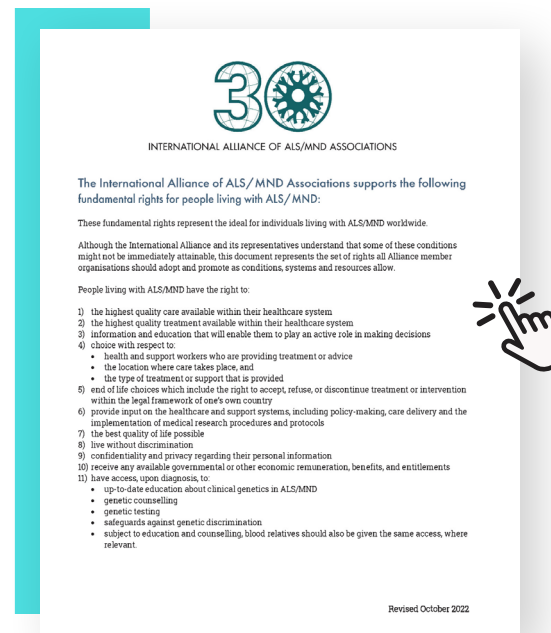 30
INTERNATIONAL ALLIANCE OF ALS/MND ASSOCIATIONS
The International Alliance of ALS/MND Associations supports the following
fundamental rights for people living with ALS/MND:
These fundamental rights represent the ideal for individuals living with ALS/MND worldwide.
Although the International Alliance and its representatives understand that some of these conditions
might not be immediately attainable, this document represents the set of rights all Alliance member
organisations should adopt and promote as conditions, systems and resources allow.
People living with ALS/MND have the right to:
1) the highest quality care available within their healthcare system
2) the highest quality treatment available within their healthcare system
3) information and education that will enable them to play an active role in making decisions
4) choice with respect to:
• health and support workers who are providing treatment or advice
• the location where care takes place, and
• the type of treatment or support that is provided
5) end of life choices which include the right to accept, refuse, or discontinue treatment or intervention
within the legal framework of one's own country
6) provide input on the healthcare and support systems, including policy-making, care delivery and the
implementation of medical research procedures and protocols
7) the best quality of life possible
8) live without discrimination
9) confidentiality and privacy regarding their personal information
10) receive any available governmental or other economic remuneration, benefits, and entitlements
11) have access, upon diagnosis, to:
• up-to-date education about clinical genetics in ALS/MND
• genetic counselling
• genetic testing
• safeguards against genetic discrimination
• subject to education and counselling, blood relatives should also be given the same access, where
relevant.
Revised October 2022